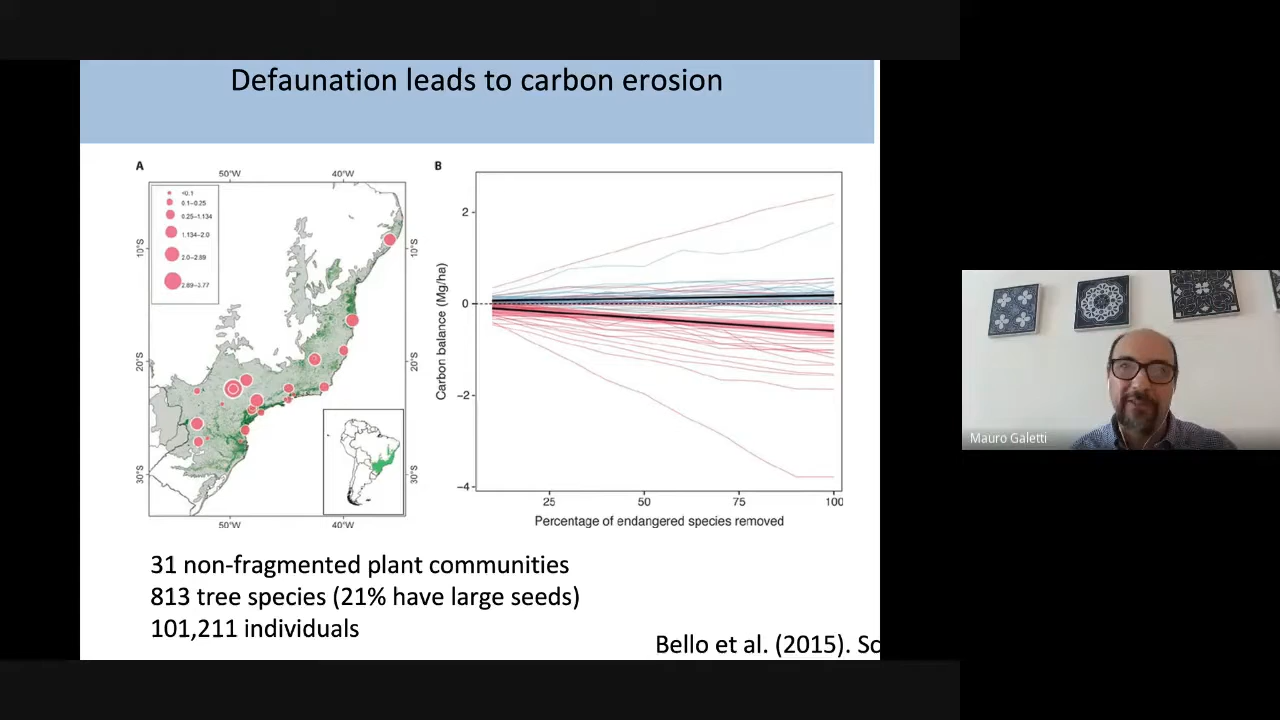 Defaunation leads to carbon erosion
A
B
50°W
40°W
<0.1
0.1–0.25
0.25–1.134
1.134–2.0
2.0–2.89
2.89–3.77
10°S
20°S
30°S
10°S
20°S
30°S
50°W
40°W
Carbon balance (Mg/ha)
2
0
−2
−4
25
50
75
100
Percentage of endangered species removed
31 non-fragmented plant communities
813 tree species (21% have large seeds)
101,211 individuals
Bello et al. (2015). Sc
Mauro Galetti